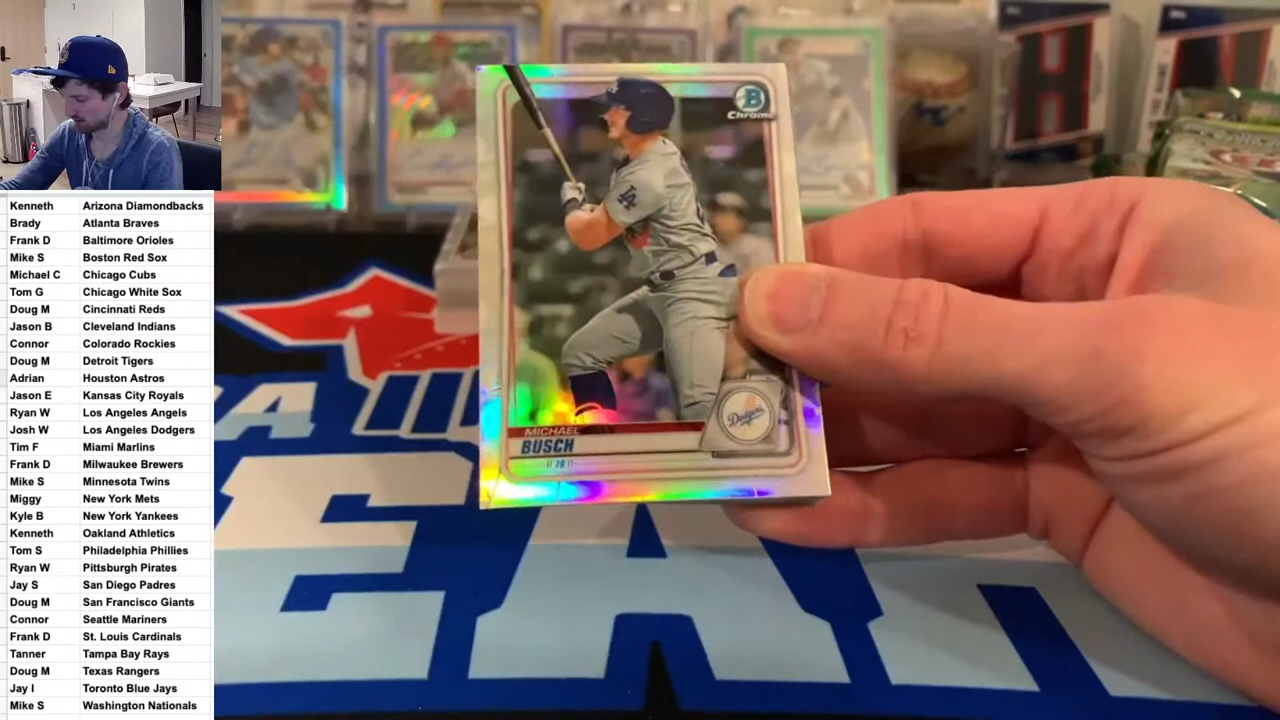 Kenneth Arizona Diamondbacks
Brady Atlanta Braves
Frank D Baltimore Orioles
Mike S Boston Red Sox
Michael C Chicago Cubs
Tom G Chicago White Sox
Doug M Cincinnati Reds
Jason B Cleveland Indians
Connor Colorado Rockies
Doug M Detroit Tigers
Adrian Houston Astros
Jason E Kansas City Royals
Ryan W Los Angeles Angels
Josh W Los Angeles Dodgers
Tim F Miami Marlins
Frank D Milwaukee Brewers
Mike S Minnesota Twins
Miggy New York Mets
Kyle B New York Yankees
Kenneth Oakland Athletics
Tom S Philadelphia Phillies
Ryan W Pittsburgh Pirates
Jay S San Diego Padres
Doug M San Francisco Giants
Connor Seattle Mariners
Frank D St. Louis Cardinals
Tanner Tampa Bay Rays
Doug M Texas Rangers
Jay I Toronto Blue Jays
Mike S Washington Nationals
B
Chrome
LA
Dodgers
MICHAEL
BUSCH